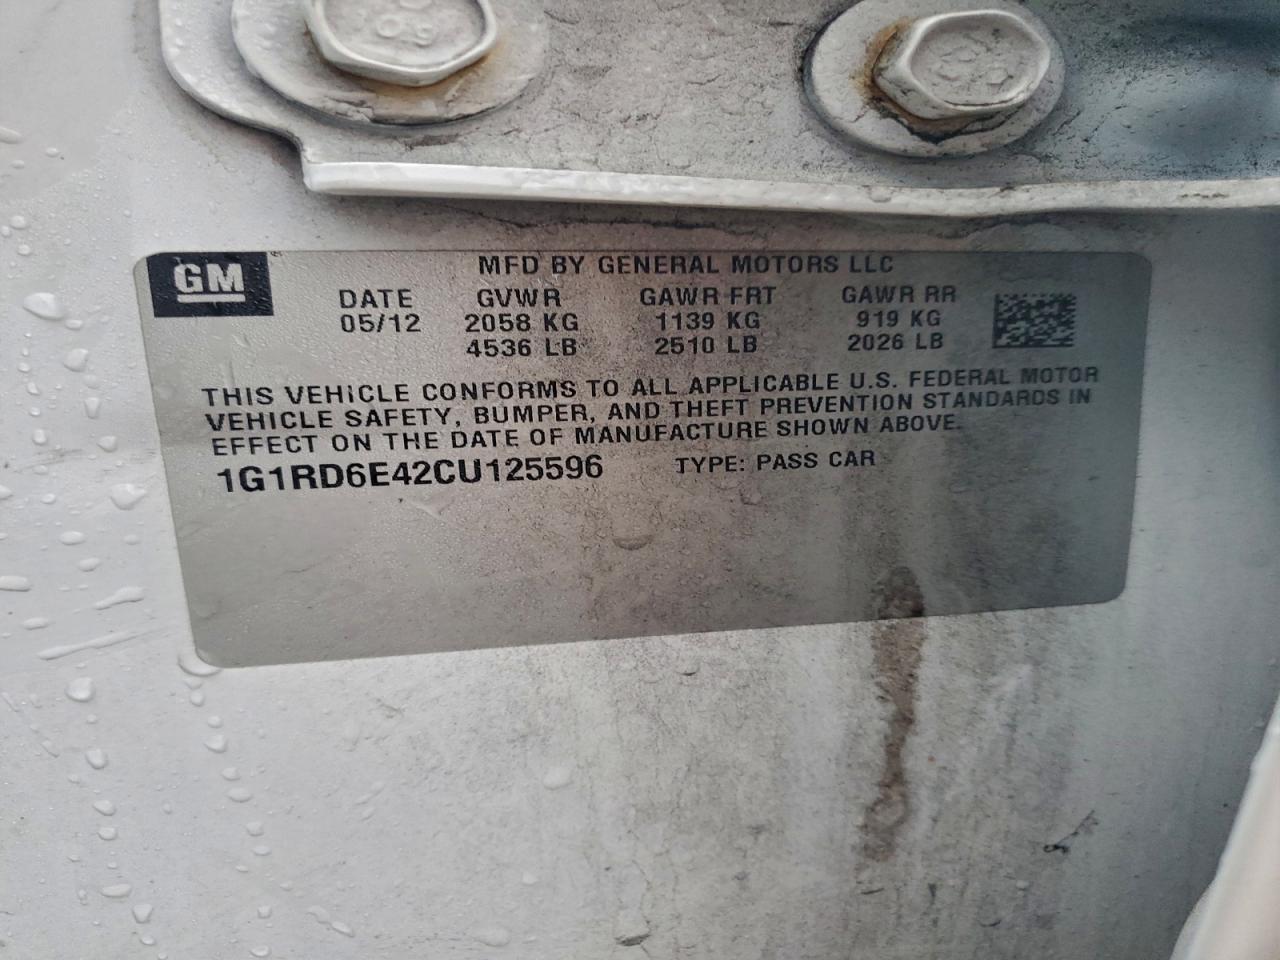 GM
MFD BY GENERAL MOTORS LLC
DATE GVWR GAWR FRT GAWR RR
05/12 2058 KG 1139 KG 919 KG
4536 LB 2510 LB 2026 LB
THIS VEHICLE CONFORMS TO ALL APPLICABLE U.S. FEDERAL MOTOR
VEHICLE SAFETY, BUMPER, AND THEFT PREVENTION STANDARDS IN
EFFECT ON THE DATE OF MANUFACTURE SHOWN ABOVE.
1G1RD6E42CU125596 TYPE: PASS CAR